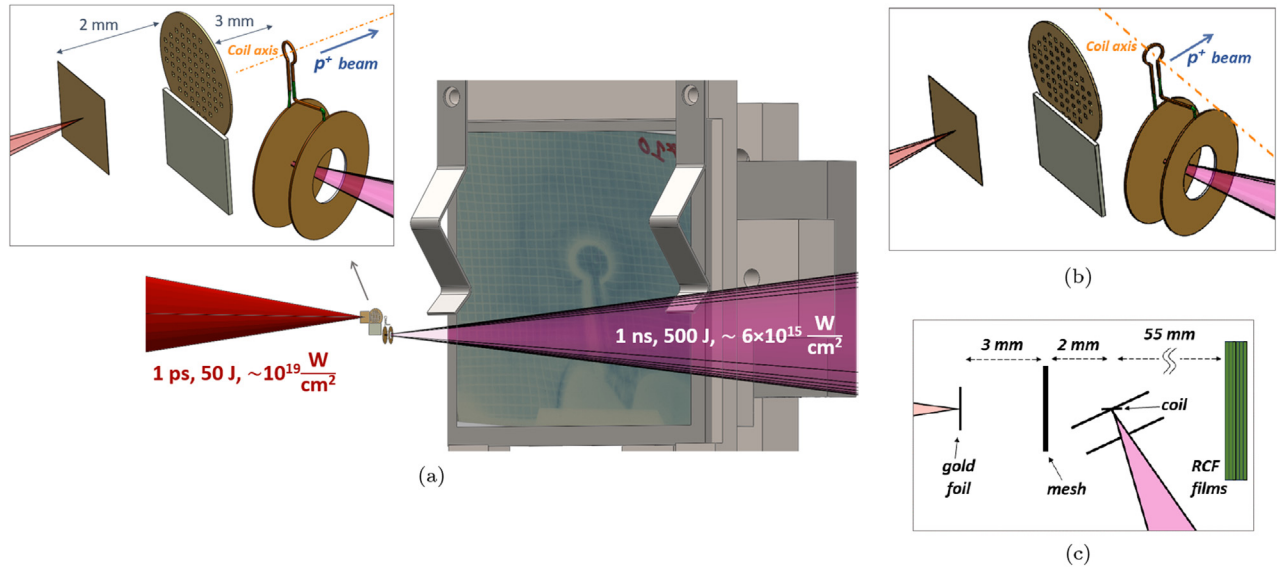 2 mm
3 mm
Coil axis
p⁺ beam
1 ps, 50 J, ~10¹⁹ W/cm²
1 ns, 500 J, ~ 6×10¹⁵ W/cm²
(a)
Coil axis
p⁺ beam
(b)
3 mm
2 mm
55 mm
coil
gold
foil
mesh
RCF
films
(c)